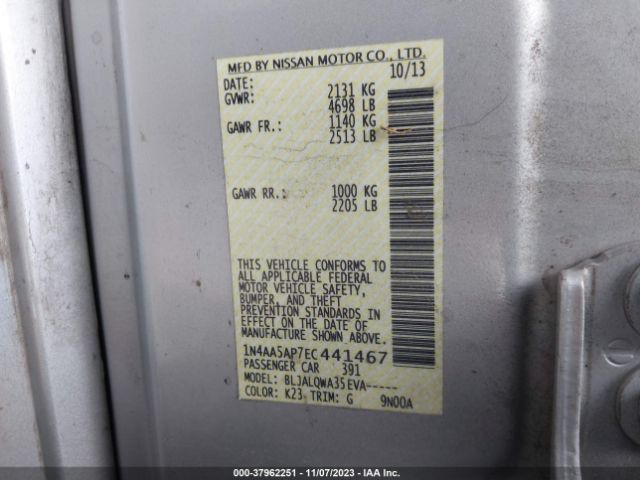 MFD BY NISSAN MOTOR CO., LTD.
DATE: 10/13
GVWR: 2131 KG
4698 LB
GAWR FR.: 1140 KG
2513 LB
GAWR RR.: 1000 KG
2205 LB
THIS VEHICLE CONFORMS TO
ALL APPLICABLE FEDERAL
MOTOR VEHICLE SAFETY,
BUMPER, AND THEFT
PREVENTION STANDARDS IN
EFFECT ON THE DATE OF
MANUFACTURE SHOWN ABOVE.
1N4AA5AP7EC441467
PASSENGER CAR 391
MODEL: BLJALQWA35EVA-----
COLOR: K23 TRIM: G 9N00A
000-37962251 - 11/07/2023 - IAA Inc.